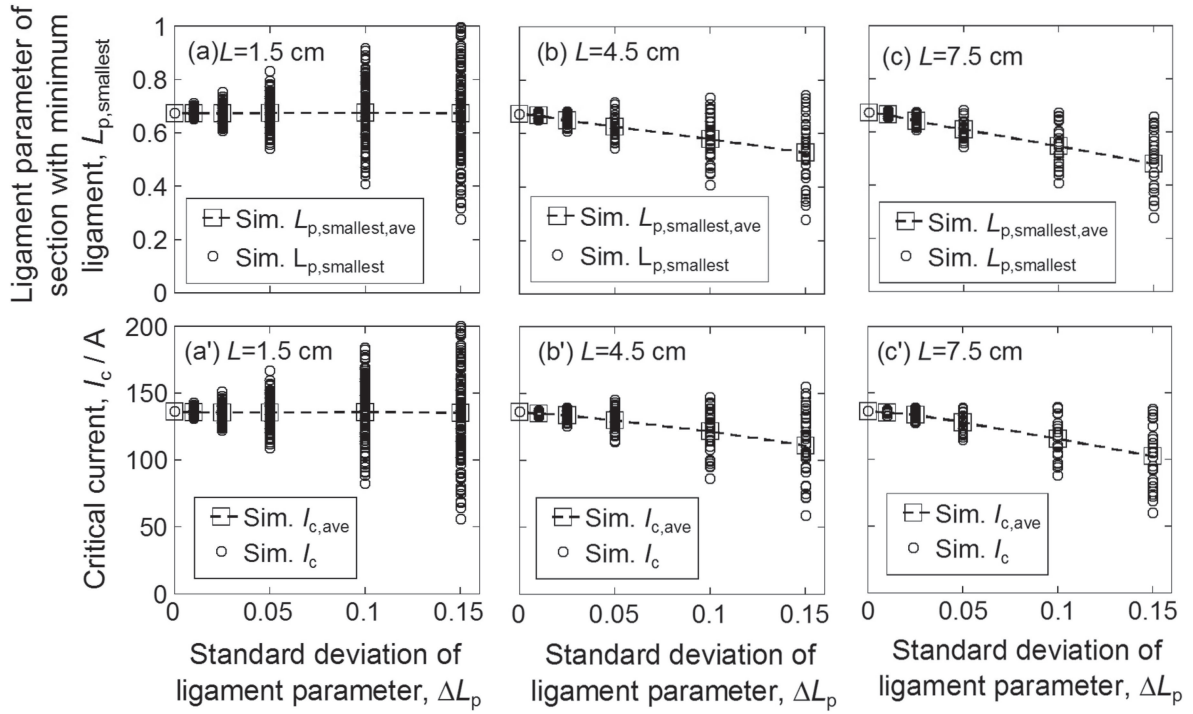 Ligament parameter of
section with minimum
ligament, Lp,smallest
1
0.8
0.6
0.4
0.2
0
(a)L=1.5 cm
Sim. Lp,smallest,ave
Sim. Lp,smallest
(b) L=4.5 cm
Sim. Lp,smallest,ave
Sim. Lp,smallest
(c) L=7.5 cm
Sim. Lp,smallest,ave
Sim. Lp,smallest
Critical current, Ic / A
200
150
100
50
0
(a') L=1.5 cm
Sim. Ic,ave
Sim. Ic
(b') L=4.5 cm
Sim. Ic,ave
Sim. Ic
(c') L=7.5 cm
Sim. Ic,ave
Sim. Ic
0 0.05 0.1 0.15
0 0.05 0.1 0.15
0 0.05 0.1 0.15
Standard deviation of
ligament parameter, ΔLp
Standard deviation of
ligament parameter, ΔLp
Standard deviation of
ligament parameter, ΔLp